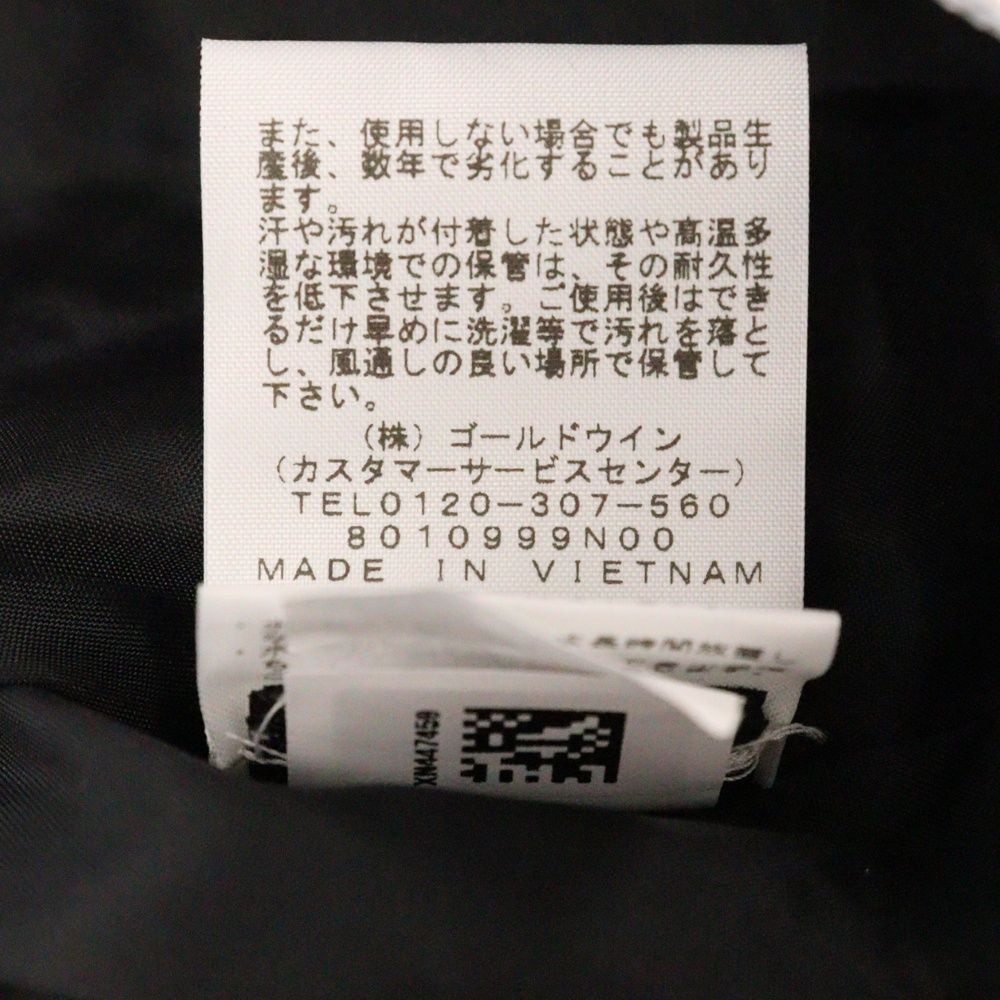 また、使用しない場合でも製品生
産後、数年で劣化することがあり
ます。
汗や汚れが付着した状態や高温多
湿な環境での保管は、その耐久性
を低下させます。ご使用後はでき
るだけ早めに洗濯等で汚れを落と
し、風通しの良い場所で保管して
下さい。
(株)ゴールドウイン
(カスタマーサービスセンター)
TEL0120-307-560
8010999N00
MADE IN VIETNAM
XN447459